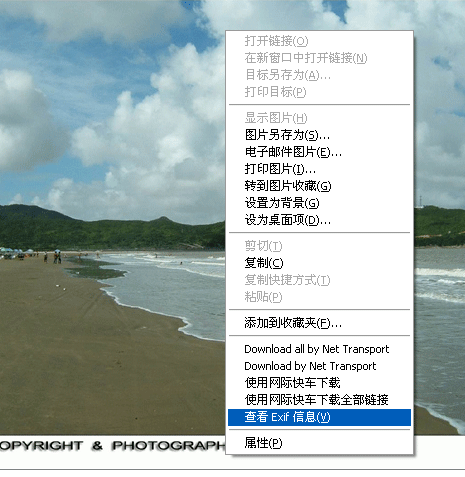 打开链接(O)
在新窗口中打开链接(N)
目标另存为(A)...
打印目标(P)
显示图片(H)
图片另存为(S)...
电子邮件图片(E)...
打印图片(I)...
转到图片收藏(G)
设置为背景(G)
设为桌面项(D)...
剪切(T)
复制(C)
复制快捷方式(T)
粘贴(P)
添加到收藏夹(F)...
Download all by Net Transport
Download by Net Transport
使用网际快车下载
使用网际快车下载全部链接
查看 Exif 信息(V)
属性(P)
OPYRIGHT & PHOTOGRAPH